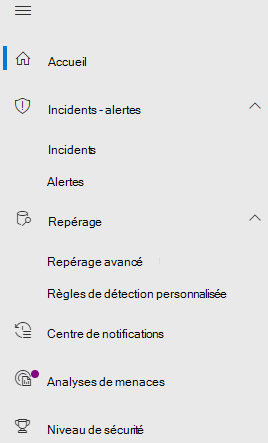 Accueil
Incidents - alertes
Incidents
Alertes
Repérage
Repérage avancé
Règles de détection personnalisée
Centre de notifications
Analyses de menaces
Niveau de sécurité